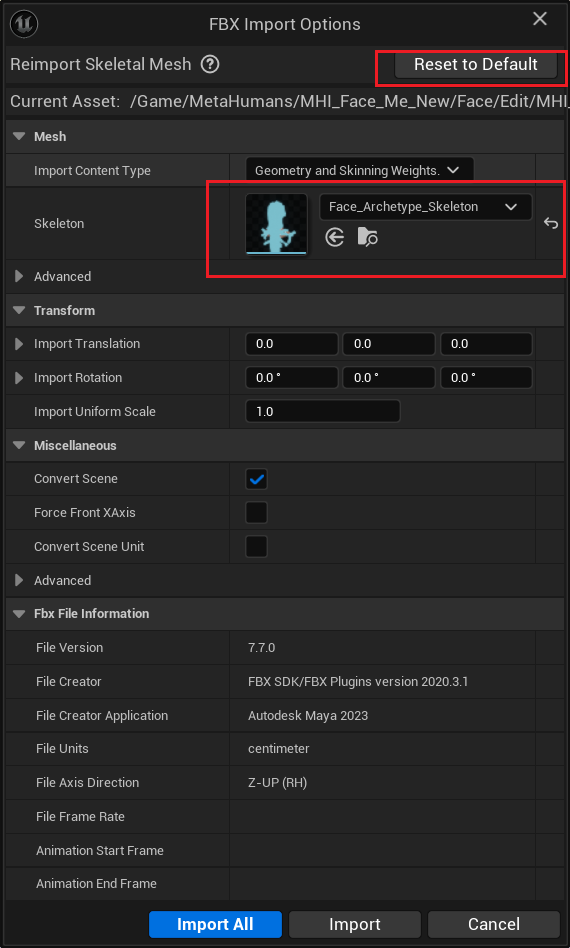 FBX Import Options
Reimport Skeletal Mesh ?
Reset to Default
Current Asset: /Game/MetaHumans/MHI_Face_Me_New/Face/Edit/MHI_
Mesh
Import Content Type Geometry and Skinning Weights.
Skeleton Face_Archetype_Skeleton
Advanced
Transform
Import Translation 0.0 0.0 0.0
Import Rotation 0.0 ° 0.0 ° 0.0 °
Import Uniform Scale 1.0
Miscellaneous
Convert Scene
Force Front XAxis
Convert Scene Unit
Advanced
Fbx File Information
File Version 7.7.0
File Creator FBX SDK/FBX Plugins version 2020.3.1
File Creator Application Autodesk Maya 2023
File Units centimeter
File Axis Direction Z-UP (RH)
File Frame Rate
Animation Start Frame
Animation End Frame
Import All Import Cancel